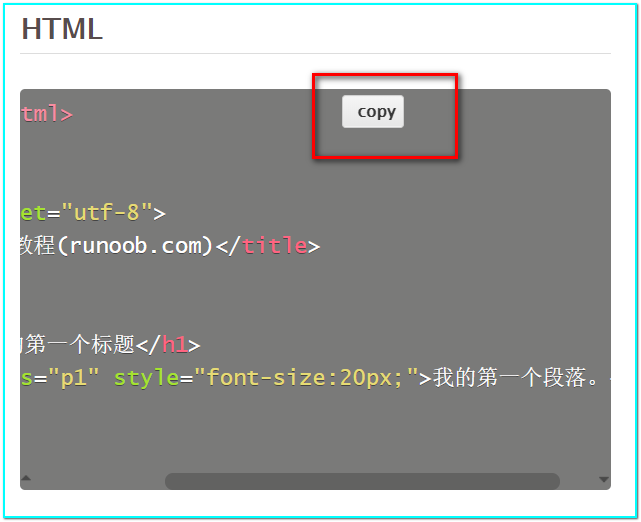 HTML
copy
tml>
et="utf-8">
教程(runoob.com)</title>
第一个标题</h1>
s="p1" style="font-size:20px;">我的第一个段落。